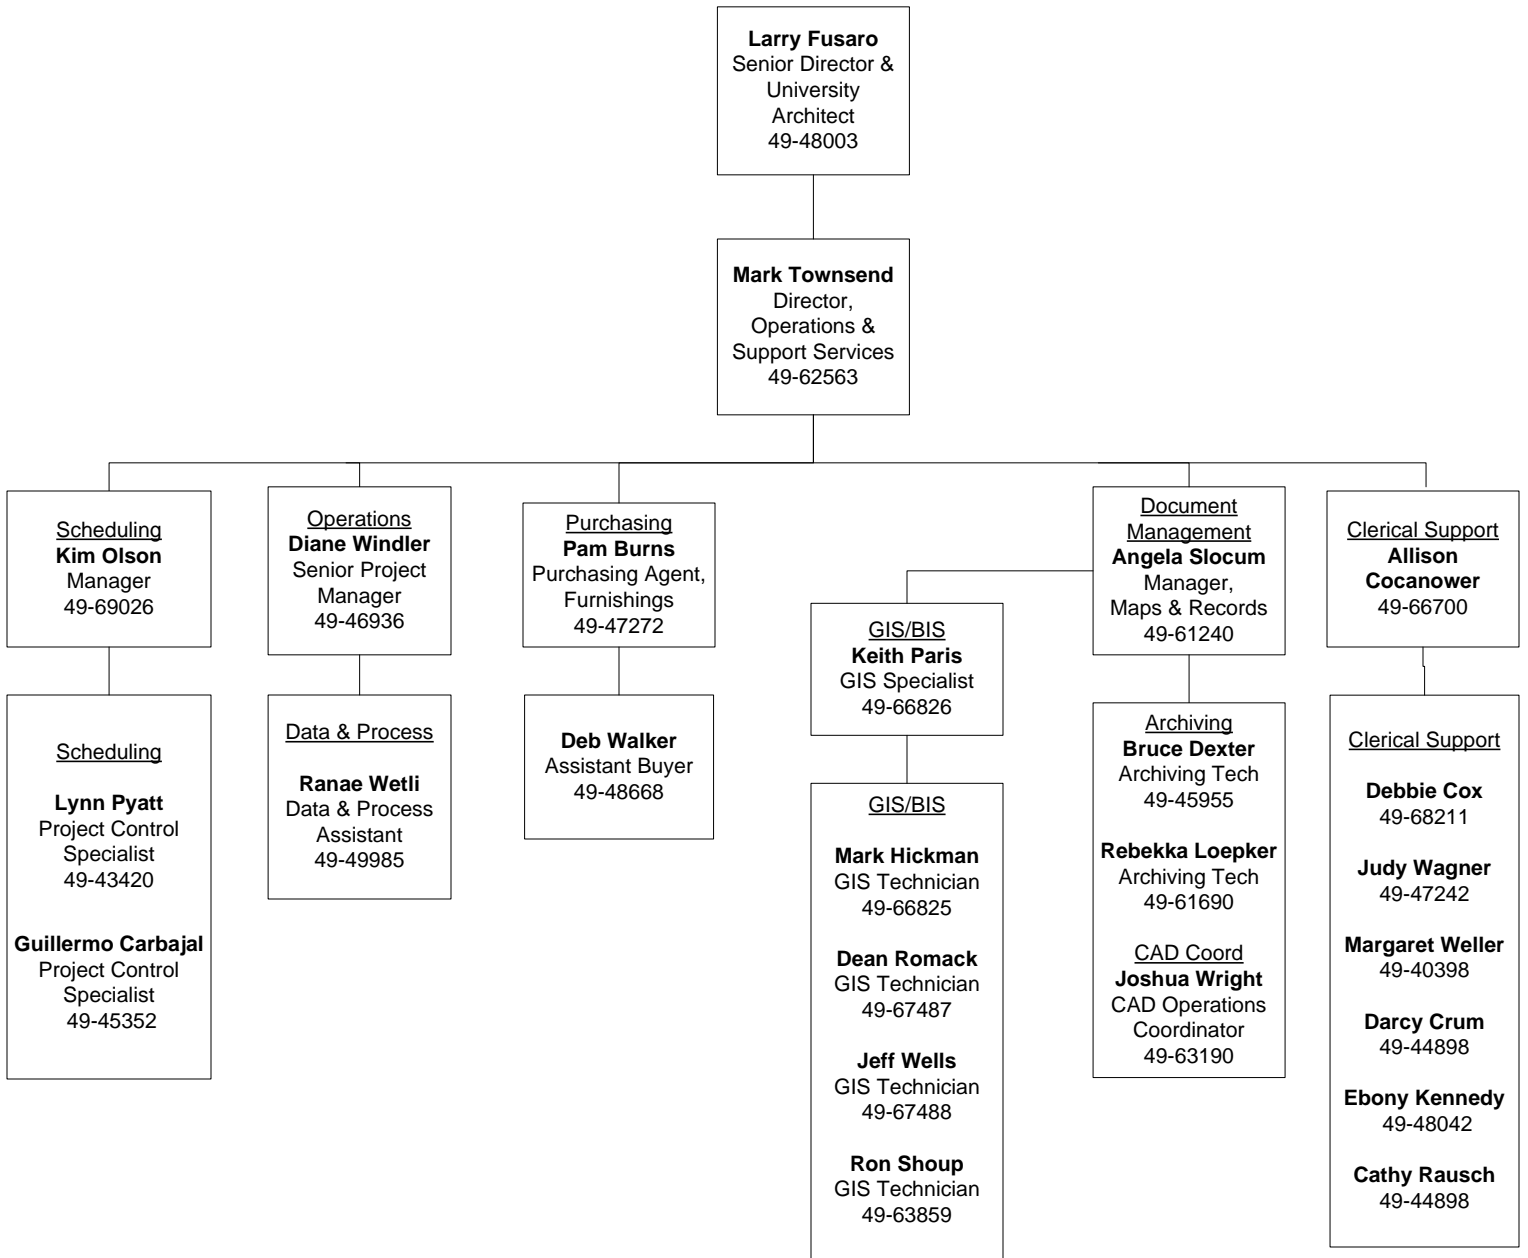 Larry Fusaro
Senior Director &
University
Architect
49-48003
Mark Townsend
Director,
Operations &
Support Services
49-62563
Scheduling
Kim Olson
Manager
49-69026
Operations
Diane Windler
Senior Project
Manager
49-46936
Purchasing
Pam Burns
Purchasing Agent,
Furnishings
49-47272
Document
Management
Angela Slocum
Manager,
Maps & Records
49-61240
Clerical Support
Allison
Cocanower
49-66700
GIS/BIS
Keith Paris
GIS Specialist
49-66826
Scheduling
Lynn Pyatt
Project Control
Specialist
49-43420
Guillermo Carbajal
Project Control
Specialist
49-45352
Data & Process
Ranae Wetli
Data & Process
Assistant
49-49985
Deb Walker
Assistant Buyer
49-48668
GIS/BIS
Mark Hickman
GIS Technician
49-66825
Dean Romack
GIS Technician
49-67487
Jeff Wells
GIS Technician
49-67488
Ron Shoup
GIS Technician
49-63859
Archiving
Bruce Dexter
Archiving Tech
49-45955
Rebekka Loepker
Archiving Tech
49-61690
CAD Coord
Joshua Wright
CAD Operations
Coordinator
49-63190
Clerical Support
Debbie Cox
49-68211
Judy Wagner
49-47242
Margaret Weller
49-40398
Darcy Crum
49-44898
Ebony Kennedy
49-48042
Cathy Rausch
49-44898